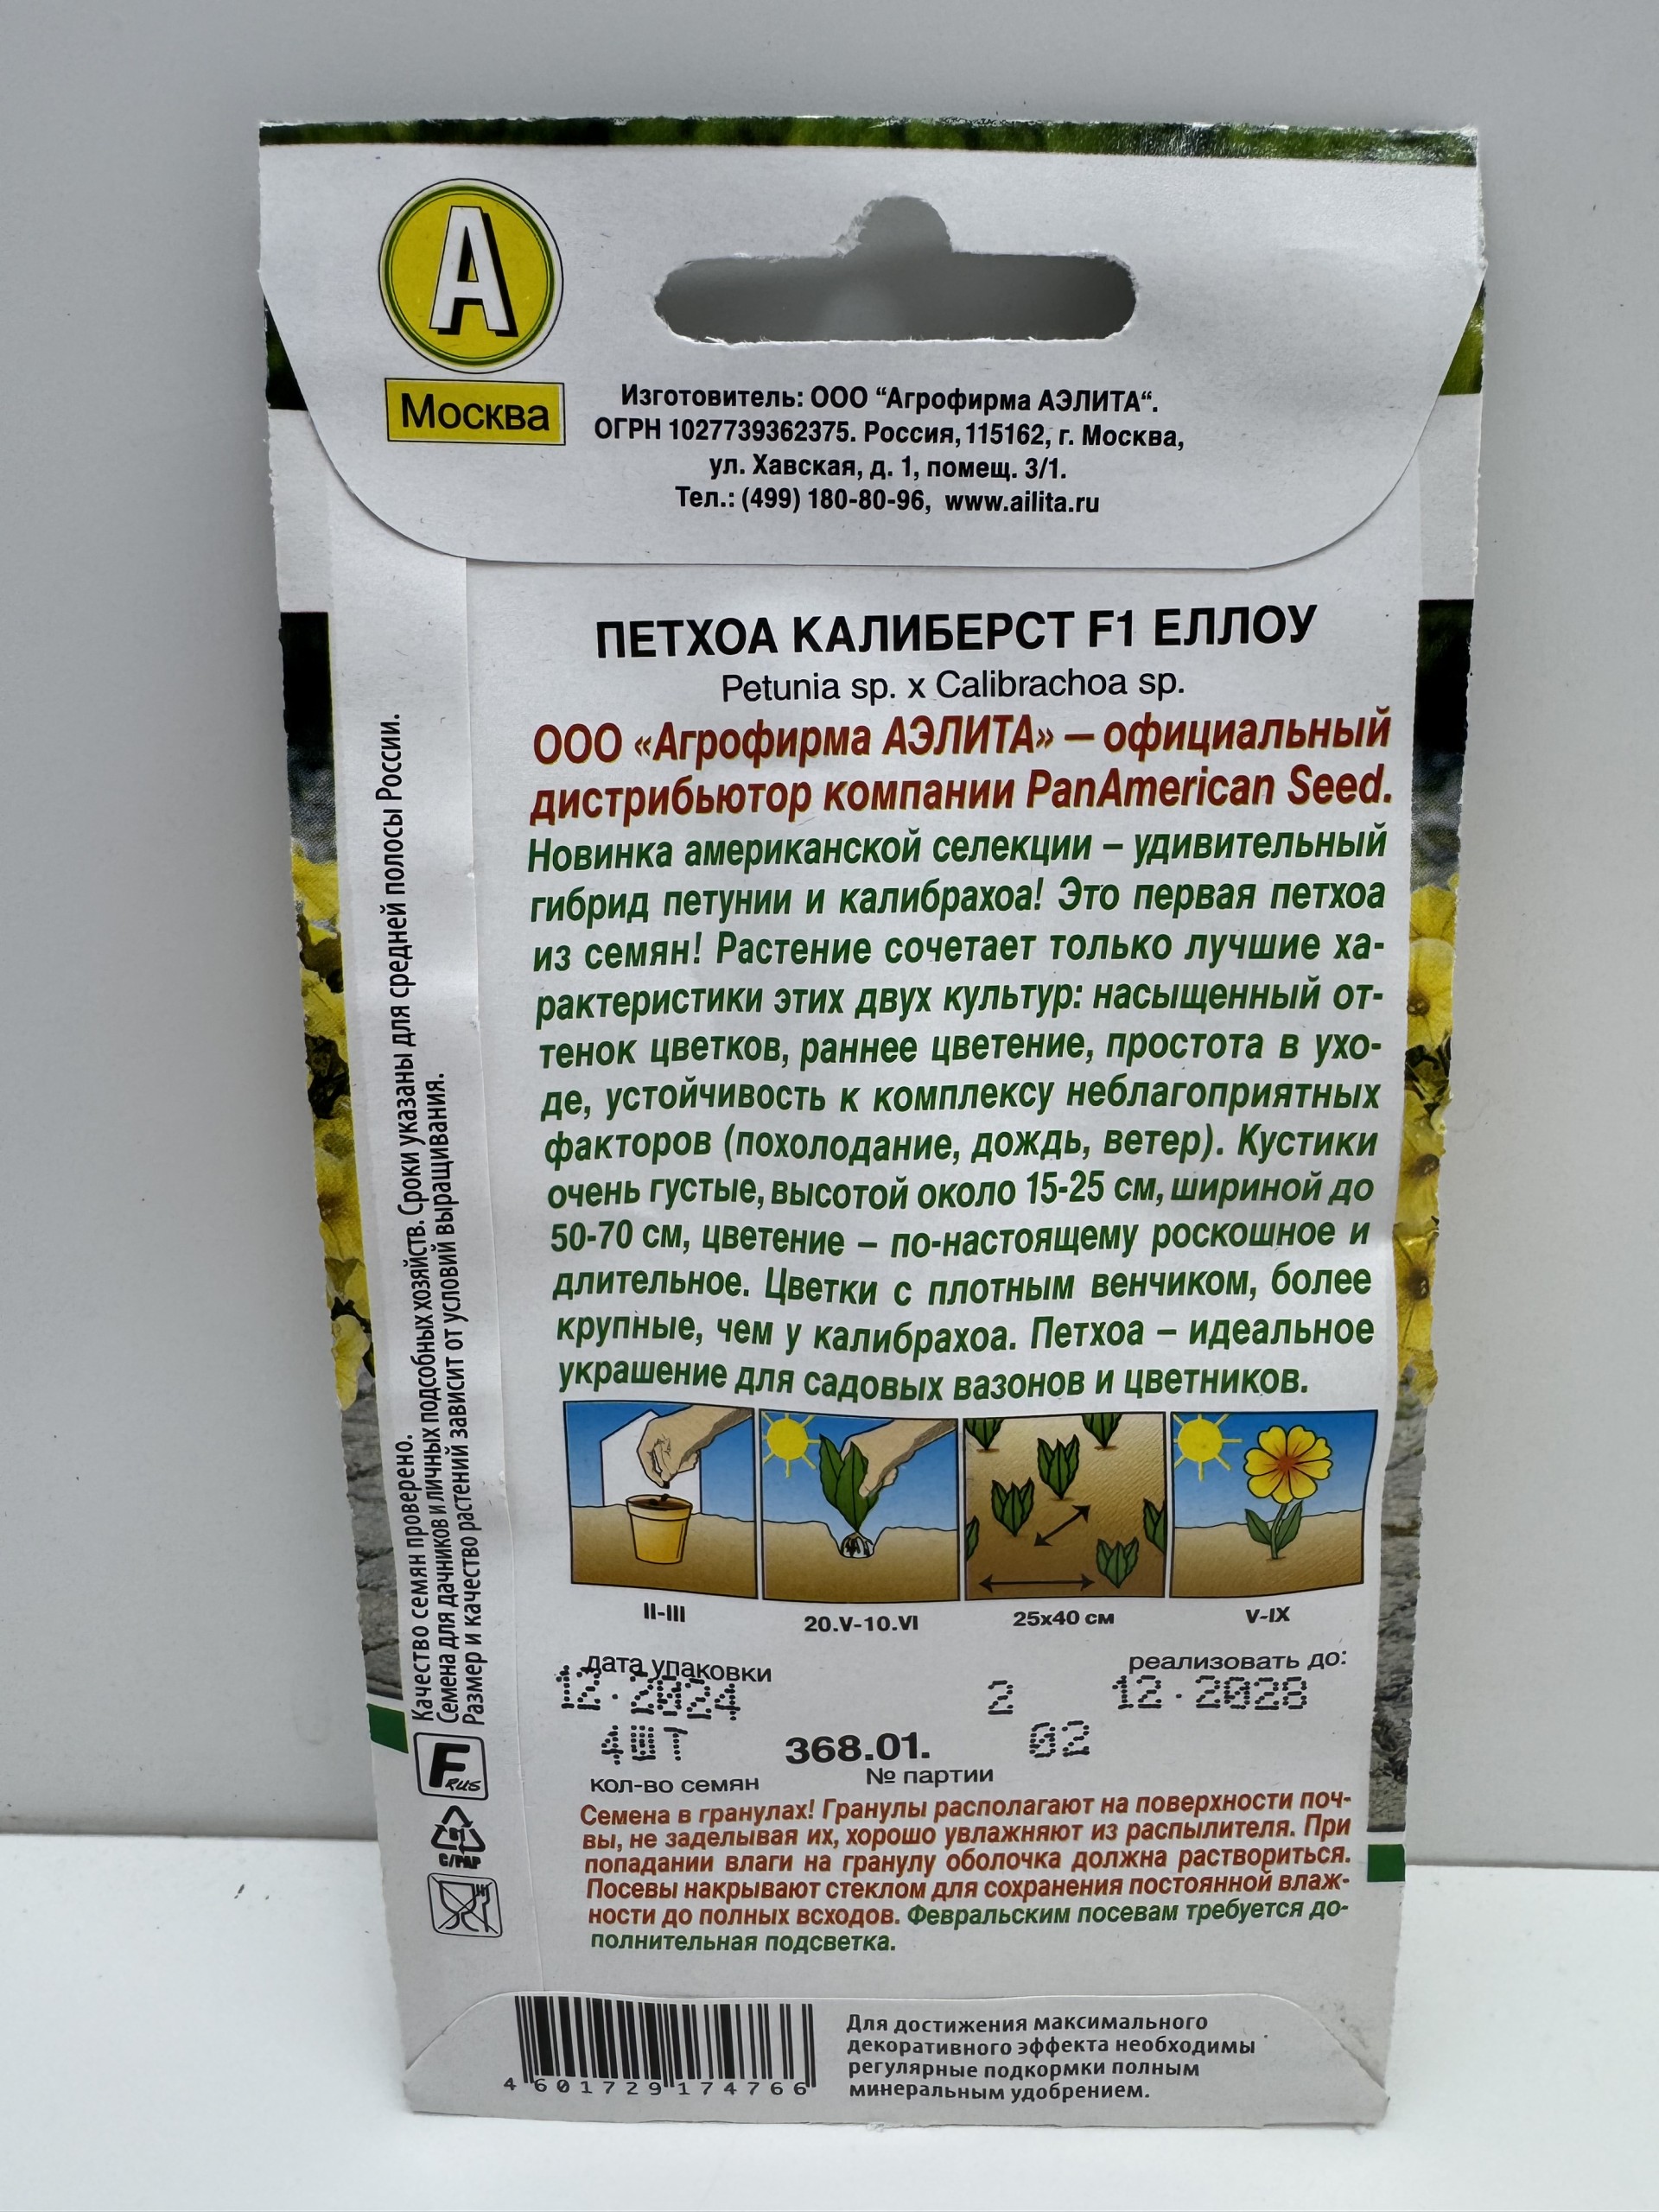 А
Москва
Изготовитель: ООО “Агрофирма АЭЛИТА“.
ОГРН 1027739362375. Россия, 115162, г. Москва,
ул. Хавская, д. 1, помещ. 3/1.
Тел.: (499) 180-80-96, www.ailita.ru
ПЕТХОА КАЛИБЕРСТ F1 ЕЛЛОУ
Petunia sp. x Calibrachoa sp.
ООО «Агрофирма АЭЛИТА» — официальный
дистрибьютор компании PanAmerican Seed.
Новинка американской селекции – удивительный
гибрид петунии и калибрахоа! Это первая петхоа
из семян! Растение сочетает только лучшие ха-
рактеристики этих двух культур: насыщенный от-
тенок цветков, раннее цветение, простота в ухо-
де, устойчивость к комплексу неблагоприятных
факторов (похолодание, дождь, ветер). Кустики
очень густые, высотой около 15-25 см, шириной до
50-70 см, цветение – по-настоящему роскошное и
длительное. Цветки с плотным венчиком, более
крупные, чем у калибрахоа. Петхоа – идеальное
украшение для садовых вазонов и цветников.
II-III
20.V-10.VI
25x40 см
V-IX
дата упаковки
реализовать до:
12.2024
2
12.2028
4ШТ
368.01.
02
кол-во семян
№ партии
Семена в гранулах! Гранулы располагают на поверхности поч-
вы, не заделывая их, хорошо увлажняют из распылителя. При
попадании влаги на гранулу оболочка должна раствориться.
Посевы накрывают стеклом для сохранения постоянной влаж-
ности до полных всходов. Февральским посевам требуется до-
полнительная подсветка.
Качество семян проверено.
Семена для дачников и личных подсобных хозяйств. Сроки указаны для средней полосы России.
Размер и качество растений зависит от условий выращивания.
F RUS
81
C/PAP
4 601729 174766
Для достижения максимального
декоративного эффекта необходимы
регулярные подкормки полным
минеральным удобрением.